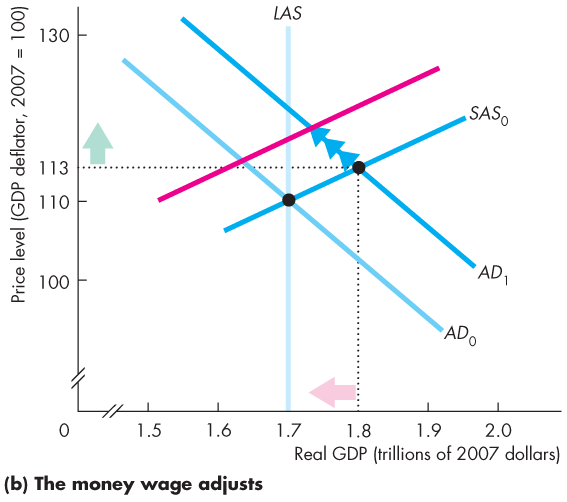 LAS
Price level (GDP deflator, 2007 = 100)
130
SAS0
113
110
100
AD1
AD0
0
1.5 1.6 1.7 1.8 1.9 2.0
Real GDP (trillions of 2007 dollars)
(b) The money wage adjusts